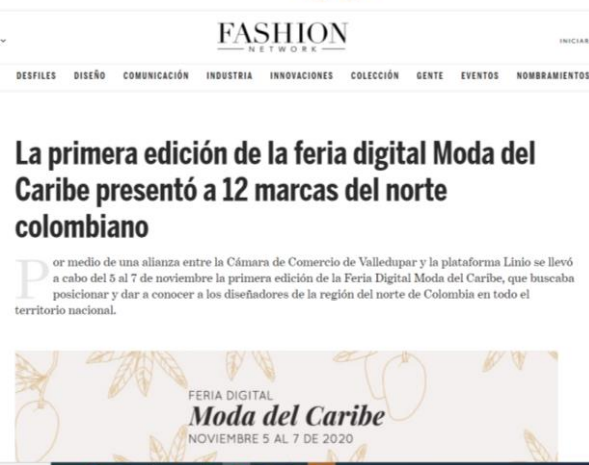 FASHION
NETWORK
INICIAR
DESFILES DISEÑO COMUNICACIÓN INDUSTRIA INNOVACIONES COLECCIÓN GENTE EVENTOS NOMBRAMIENTOS
La primera edición de la feria digital Moda del
Caribe presentó a 12 marcas del norte
colombiano
Por medio de una alianza entre la Cámara de Comercio de Valledupar y la plataforma Linio se llevó
a cabo del 5 al 7 de noviembre la primera edición de la Feria Digital Moda del Caribe, que buscaba
posicionar y dar a conocer a los diseñadores de la región del norte de Colombia en todo el
territorio nacional.
FERIA DIGITAL
Moda del Caribe
NOVIEMBRE 5 AL 7 DE 2020